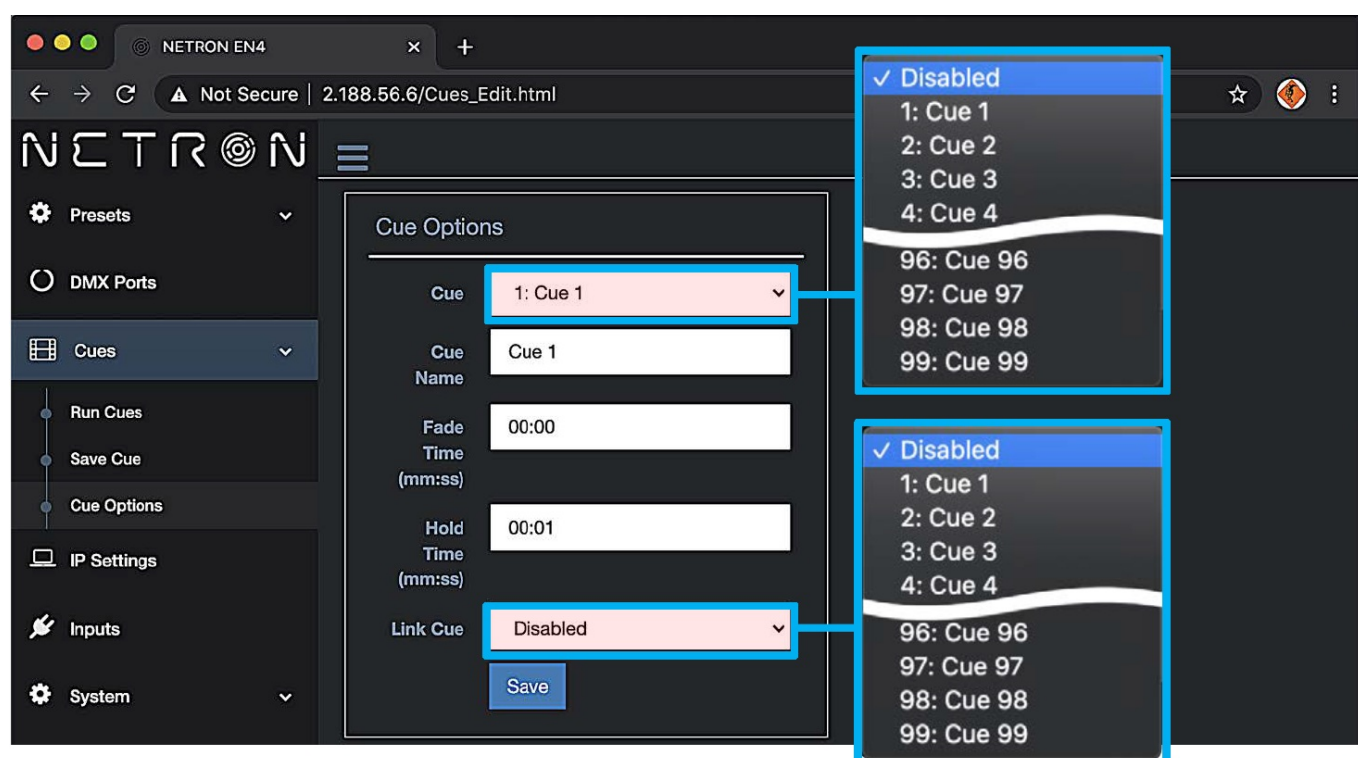 NETRON EN4
Not Secure | 2.188.56.6/Cues_Edit.html
NETRON
Presets
DMX Ports
Cues
Run Cues
Save Cue
Cue Options
IP Settings
Inputs
System
Cue Options
Cue
1: Cue 1
Cue
Name
Cue 1
Fade
Time
(mm:ss)
00:00
Hold
Time
(mm:ss)
00:01
Link Cue
Disabled
Save
✓ Disabled
1: Cue 1
2: Cue 2
3: Cue 3
4: Cue 4
96: Cue 96
97: Cue 97
98: Cue 98
99: Cue 99
✓ Disabled
1: Cue 1
2: Cue 2
3: Cue 3
4: Cue 4
96: Cue 96
97: Cue 97
98: Cue 98
99: Cue 99